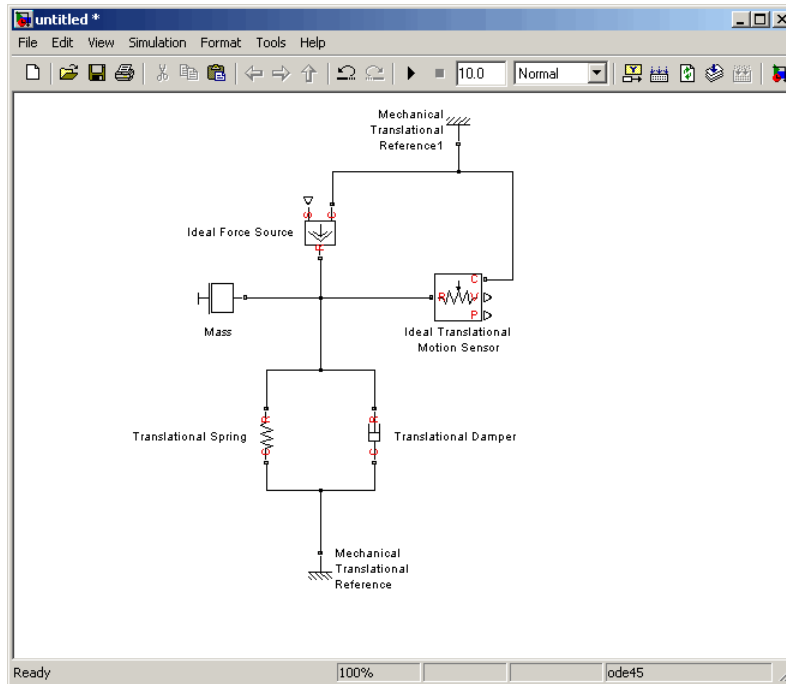 untitled *
File Edit View Simulation Format Tools Help
10.0 Normal
Mechanical
Translational
Reference1
S C
Ideal Force Source
R
C
R V
P
Mass
Ideal Translational
Motion Sensor
R R
Translational Spring
Translational Damper
C C
Mechanical
Translational
Reference
Ready 100% ode45